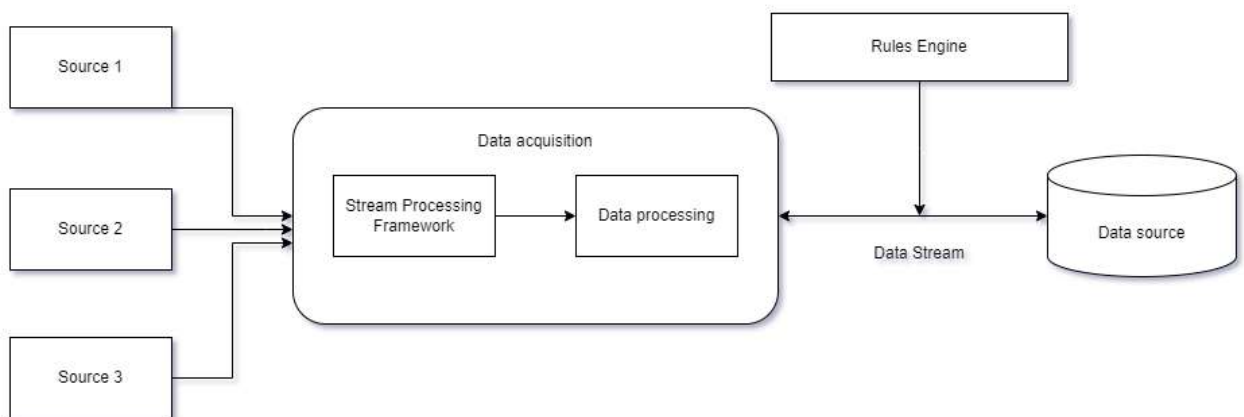 Source 1
Rules Engine
Data acquisition
Stream Processing
Framework
Data processing
Source 2
Data Stream
Data source
Source 3